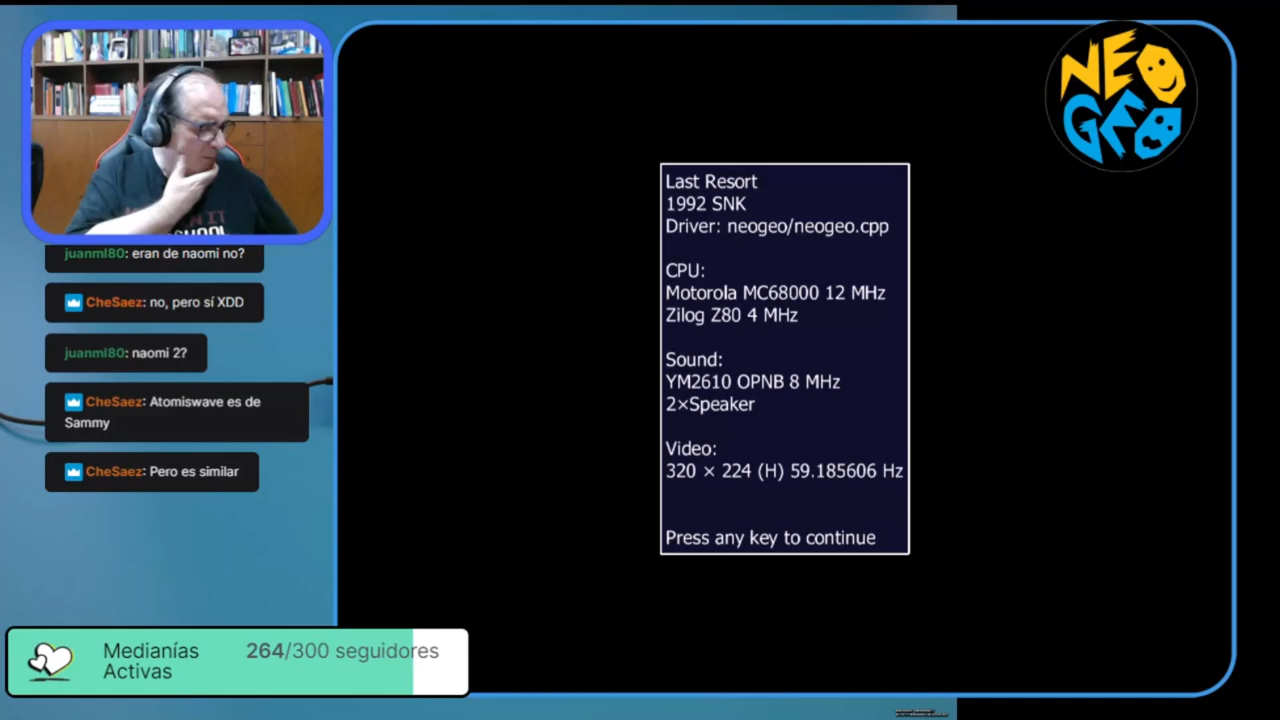 NEO
GEO
juanml80: eran de naomi no?
CheSaez: no, pero sí XDD
juanml80: naomi 2?
CheSaez: Atomiswave es de
Sammy
CheSaez: Pero es similar
Last Resort
1992 SNK
Driver: neogeo/neogeo.cpp
CPU:
Motorola MC68000 12 MHz
Zilog Z80 4 MHz
Sound:
YM2610 OPNB 8 MHz
2×Speaker
Video:
320 × 224 (H) 59.185606 Hz
Press any key to continue
Medianías
Activas
264/300 seguidores